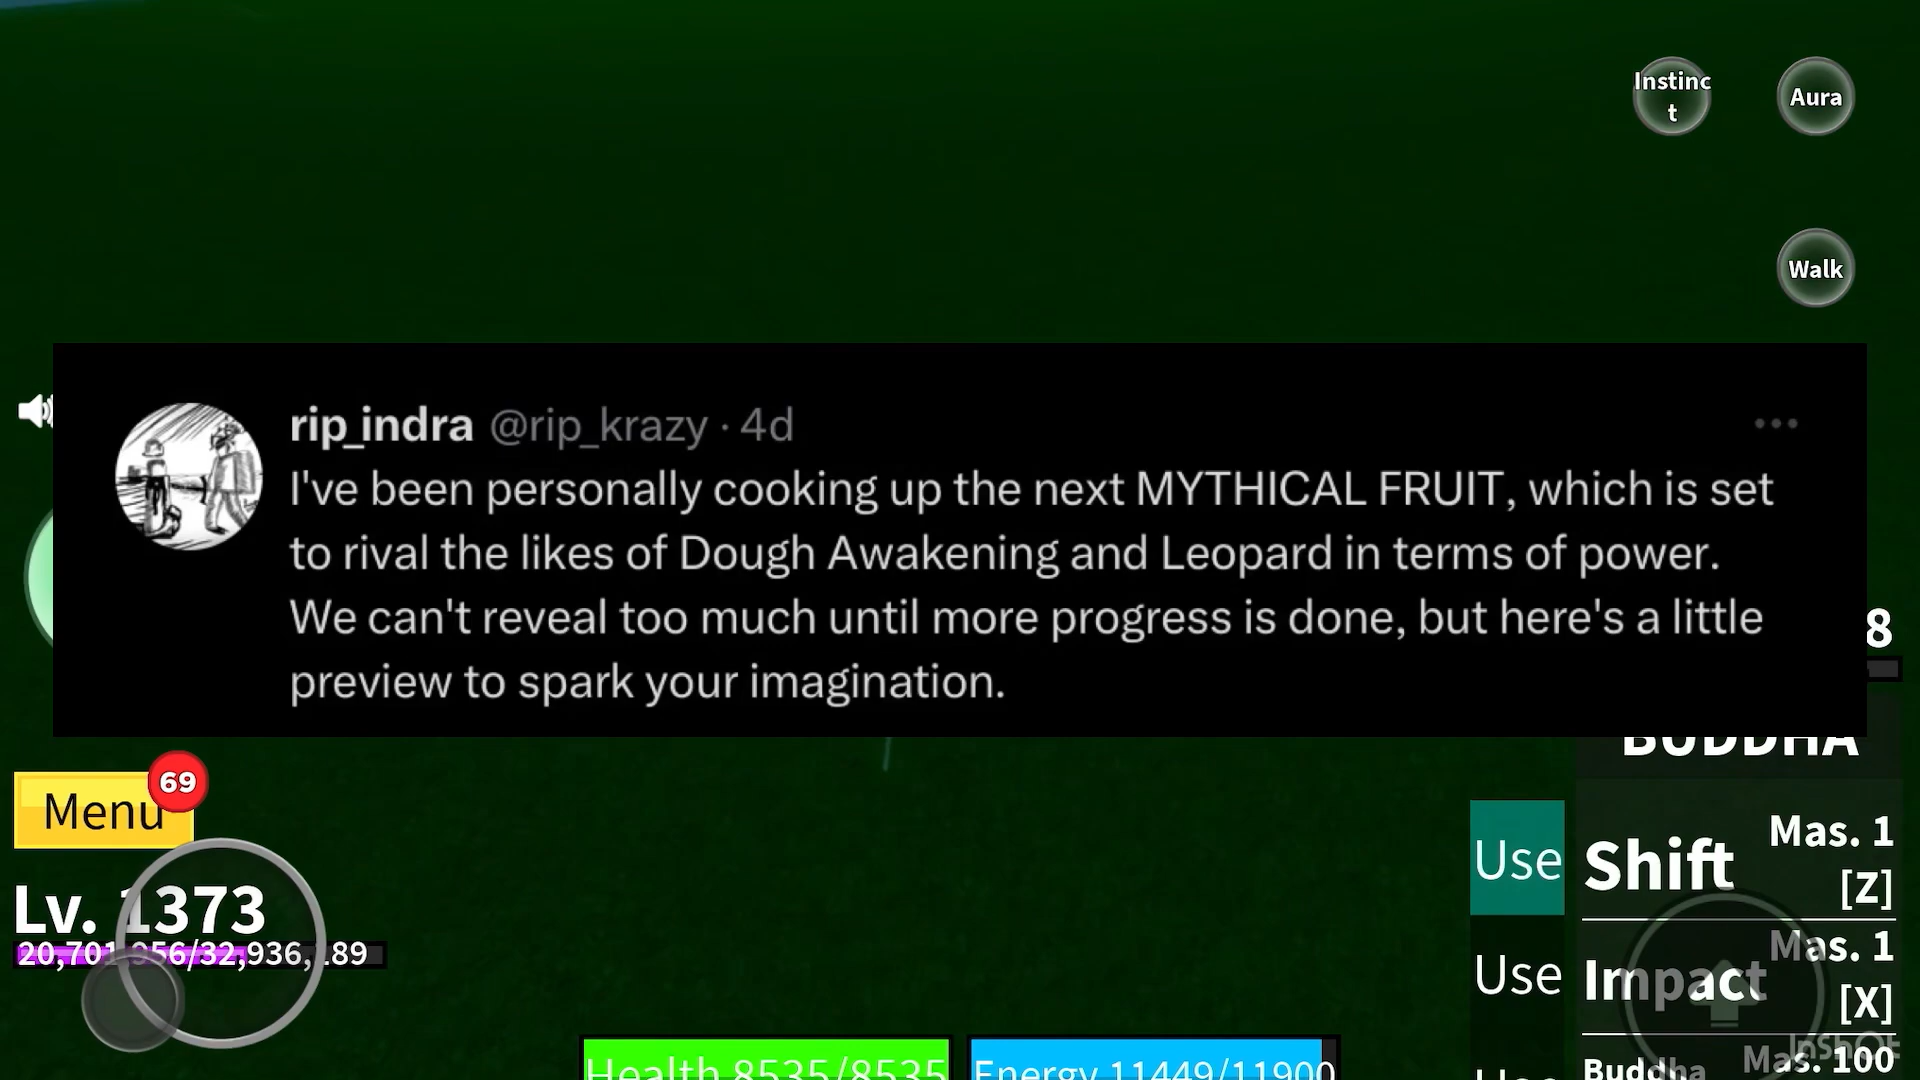 Instinc
t
Aura
Walk
rip_indra @rip_krazy · 4d
I've been personally cooking up the next MYTHICAL FRUIT, which is set
to rival the likes of Dough Awakening and Leopard in terms of power.
We can't reveal too much until more progress is done, but here's a little
preview to spark your imagination.
8
BUDDHA
69
Menu
Lv. 1373
20,701,956/32,936,189
Use
Shift
Mas. 1
[Z]
Use
Impact
Mas. 1
[X]
Buddha
Mas. 100
InShOt
Health 8535/8535
Energy 11449/11900